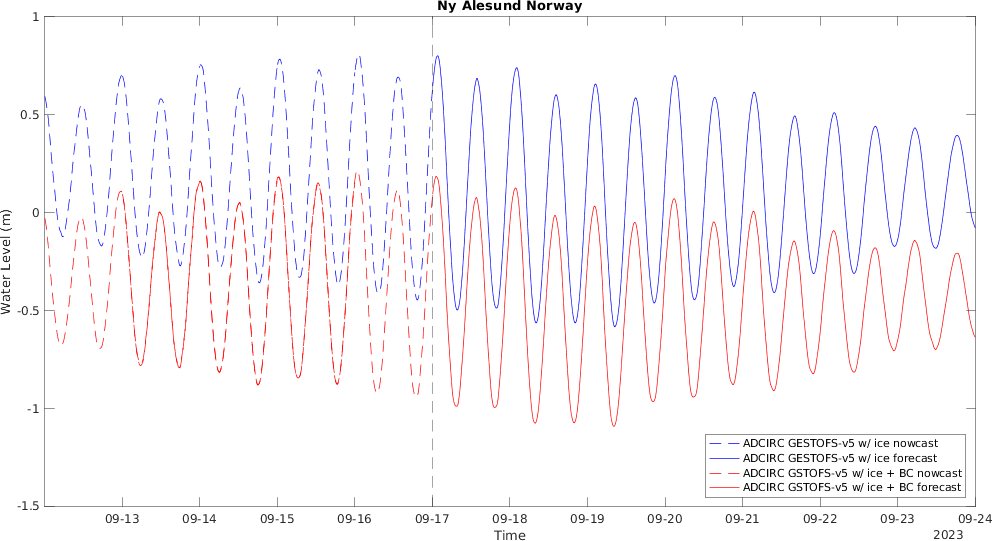 Ny Alesund Norway
1
0.5
0
-0.5
-1
-1.5
Water Level (m)
ADCIRC GESTOFS-v5 w/ ice nowcast
ADCIRC GESTOFS-v5 w/ ice forecast
ADCIRC GSTOFS-v5 w/ ice + BC nowcast
ADCIRC GSTOFS-v5 w/ ice + BC forecast
09-13 09-14 09-15 09-16 09-17 09-18 09-19 09-20 09-21 09-22 09-23 09-24
Time
2023